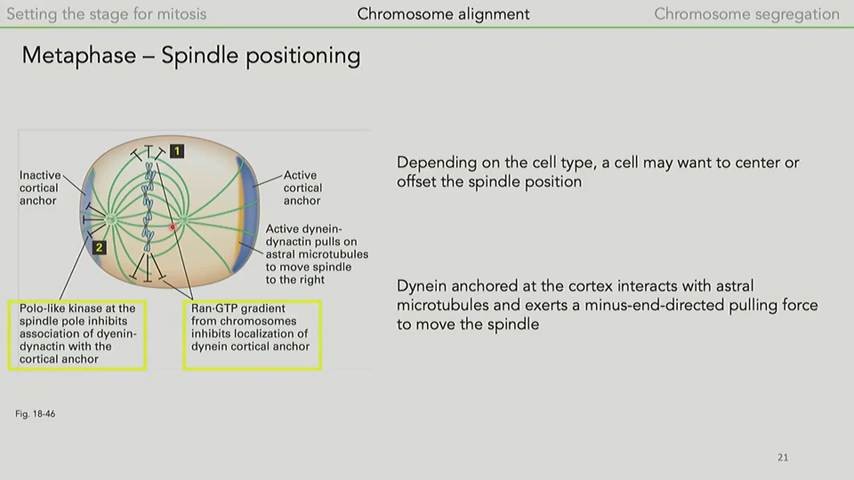 Setting the stage for mitosis
Chromosome alignment
Chromosome segregation
Metaphase – Spindle positioning
1
Inactive
cortical
anchor
Active
cortical
anchor
2
Active dynein-
dynactin pulls on
astral microtubules
to move spindle
to the right
Polo-like kinase at the
spindle pole inhibits
association of dyenin-
dynactin with the
cortical anchor
Ran·GTP gradient
from chromosomes
inhibits localization of
dynein cortical anchor
Fig. 18-46
Depending on the cell type, a cell may want to center or
offset the spindle position
Dynein anchored at the cortex interacts with astral
microtubules and exerts a minus-end-directed pulling force
to move the spindle
21